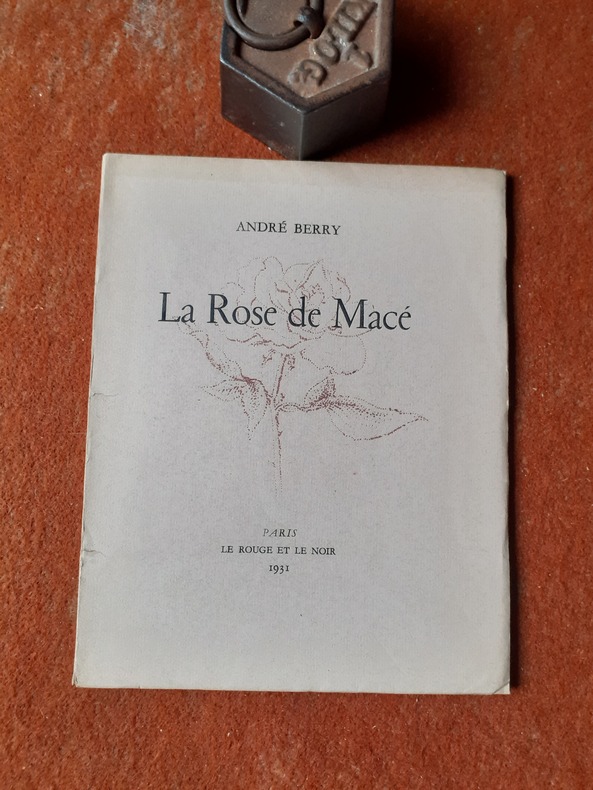 ANDRÉ BERRY
La Rose de Macé
PARIS
LE ROUGE ET LE NOIR
1931